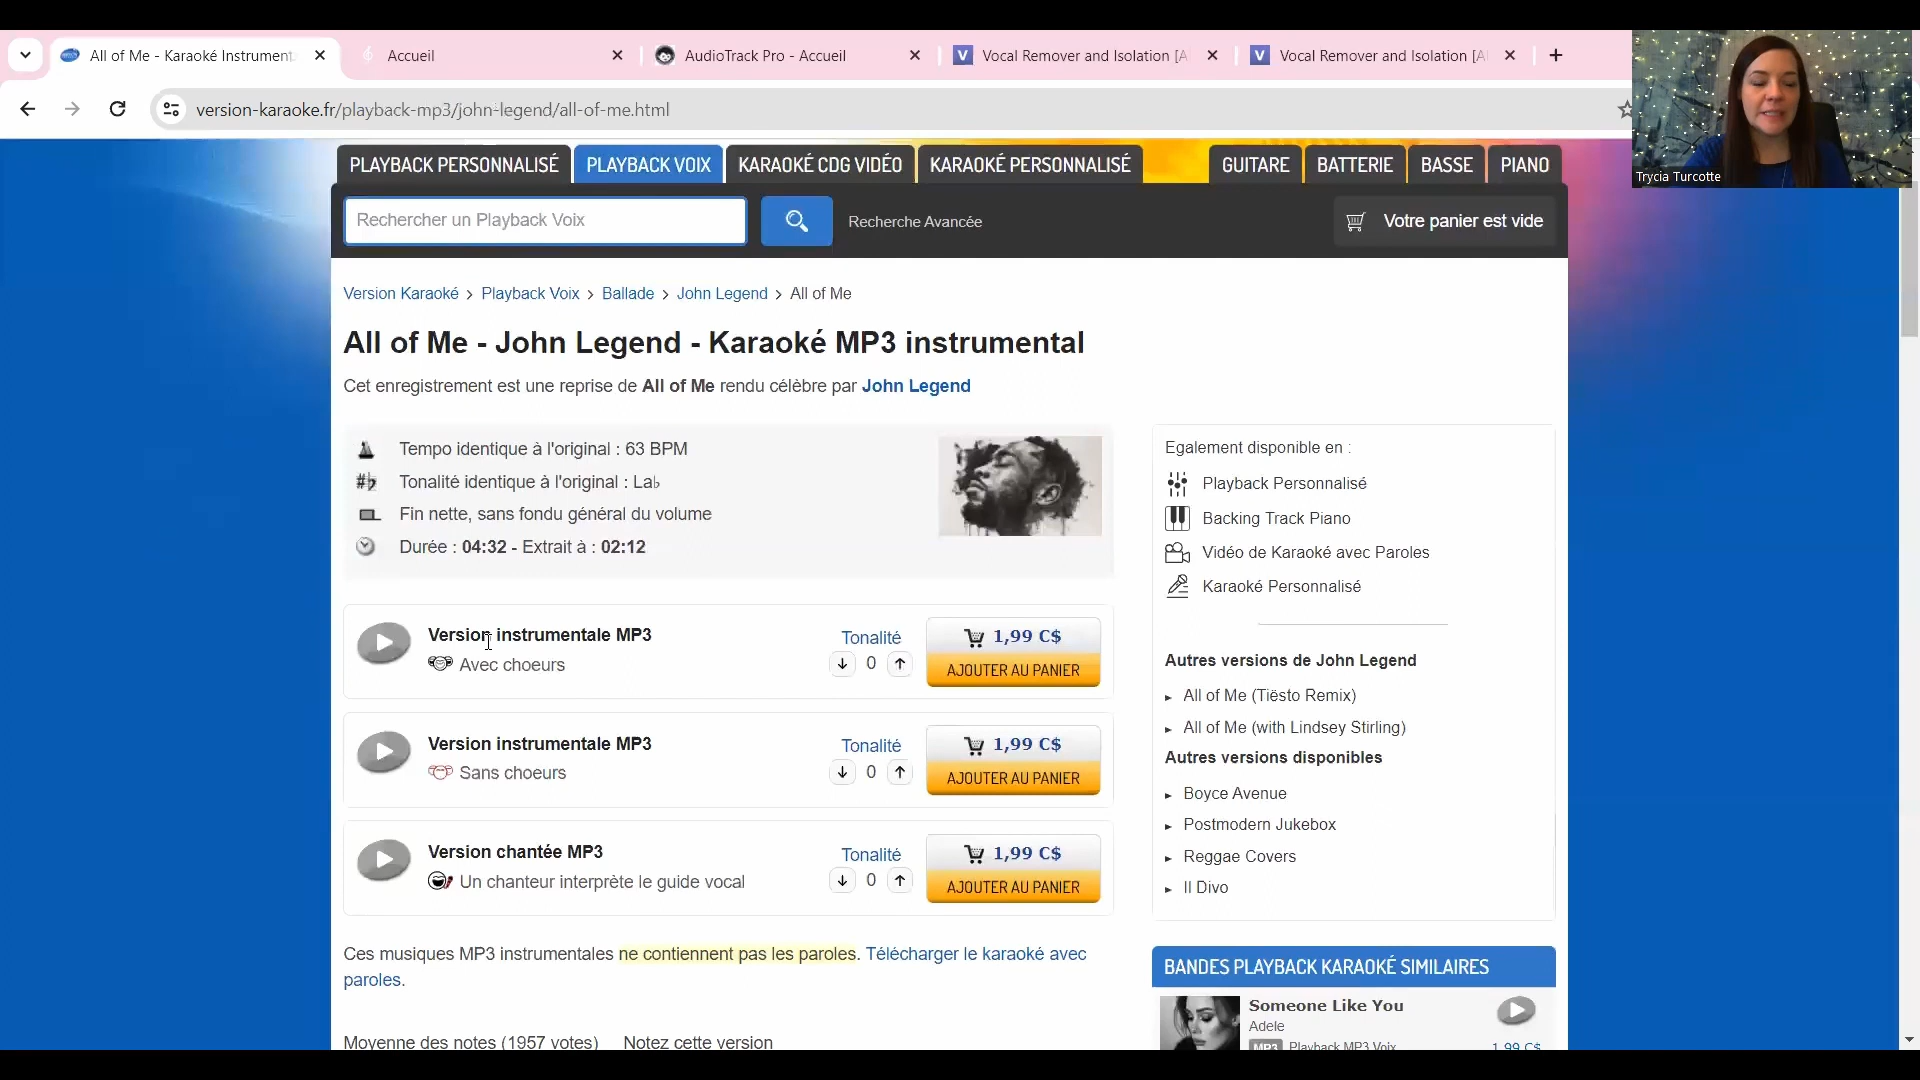 All of Me - Karaoké Instrument
Accueil
AudioTrack Pro - Accueil
Vocal Remover and Isolation [A
Vocal Remover and Isolation [A
version-karaoke.fr/playback-mp3/john-legend/all-of-me.html
Trycia Turcotte
PLAYBACK PERSONNALISÉ
PLAYBACK VOIX
KARAOKÉ CDG VIDÉO
KARAOKÉ PERSONNALISÉ
GUITARE
BATTERIE
BASSE
PIANO
Rechercher un Playback Voix
Recherche Avancée
Votre panier est vide
Version Karaoké > Playback Voix > Ballade > John Legend > All of Me
All of Me - John Legend - Karaoké MP3 instrumental
Cet enregistrement est une reprise de All of Me rendu célèbre par John Legend
Tempo identique à l'original : 63 BPM
Tonalité identique à l'original : La♭
Fin nette, sans fondu général du volume
Durée : 04:32 - Extrait à : 02:12
Version instrumentale MP3
Avec choeurs
Tonalité
0
1,99 C$
AJOUTER AU PANIER
Version instrumentale MP3
Sans choeurs
Tonalité
0
1,99 C$
AJOUTER AU PANIER
Version chantée MP3
Un chanteur interprète le guide vocal
Tonalité
0
1,99 C$
AJOUTER AU PANIER
Ces musiques MP3 instrumentales ne contiennent pas les paroles. Télécharger le karaoké avec
paroles.
Moyenne des notes (1957 votes)
Notez cette version
Egalement disponible en :
Playback Personnalisé
Backing Track Piano
Vidéo de Karaoké avec Paroles
Karaoké Personnalisé
Autres versions de John Legend
All of Me (Tiësto Remix)
All of Me (with Lindsey Stirling)
Autres versions disponibles
Boyce Avenue
Postmodern Jukebox
Reggae Covers
Il Divo
BANDES PLAYBACK KARAOKÉ SIMILAIRES
Someone Like You
Adele
MP3 Playback MP3 Voix
1,99 C$